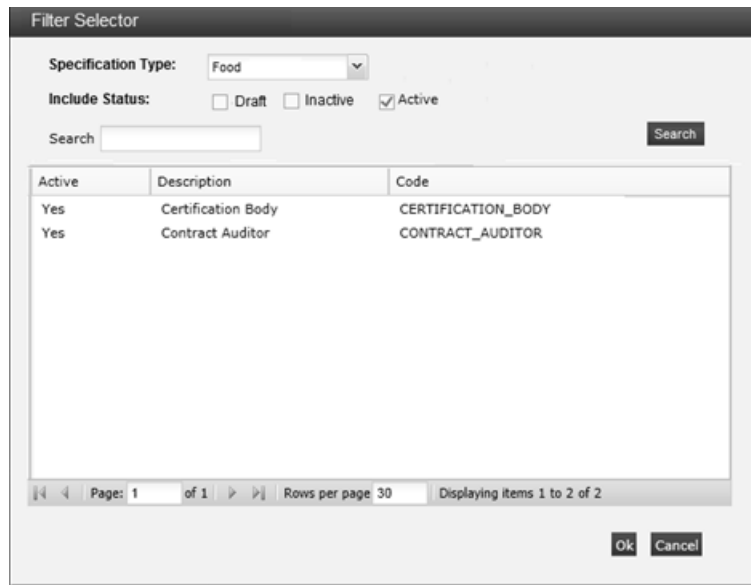 Filter Selector
Specification Type: Food
Include Status: Draft Inactive Active
Search Search
Active Description Code
Yes Certification Body CERTIFICATION_BODY
Yes Contract Auditor CONTRACT_AUDITOR
Page: 1 of 1 Rows per page 30 Displaying items 1 to 2 of 2
Ok Cancel